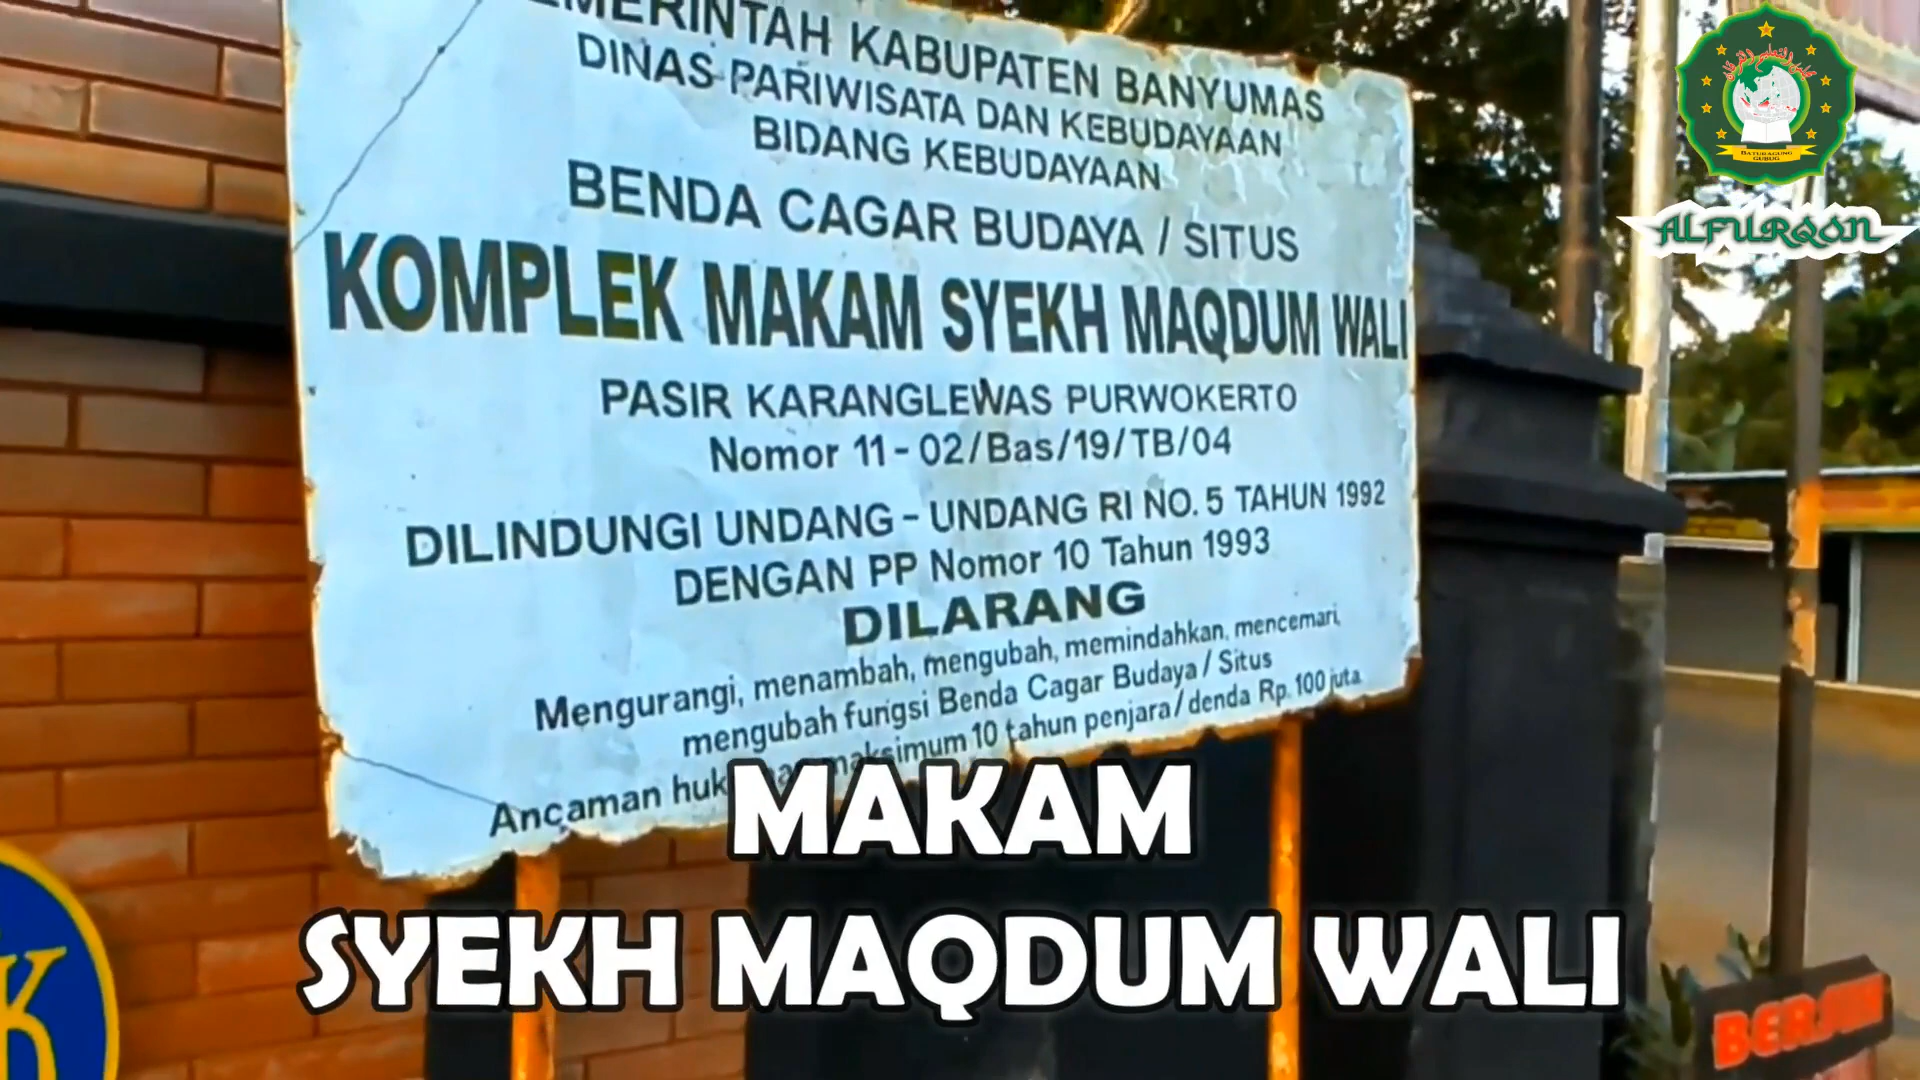 PEMERINTAH KABUPATEN BANYUMAS
DINAS PARIWISATA DAN KEBUDAYAAN
BIDANG KEBUDAYAAN
BENDA CAGAR BUDAYA / SITUS
KOMPLEK MAKAM SYEKH MAQDUM WALI
PASIR KARANGLEWAS PURWOKERTO
Nomor 11 - 02/Bas/19/TB/04
DILINDUNGI UNDANG - UNDANG RI NO. 5 TAHUN 1992
DENGAN PP Nomor 10 Tahun 1993
DILARANG
Mengurangi, menambah, mengubah, memindahkan, mencemari,
mengubah fungsi Benda Cagar Budaya / Situs
Ancaman maksimum 10 tahun penjara / denda Rp. 100 juta
MAKAM
SYEKH MAQDUM WALI
BATURAGUNG
GUBUG
ALFURQON
K